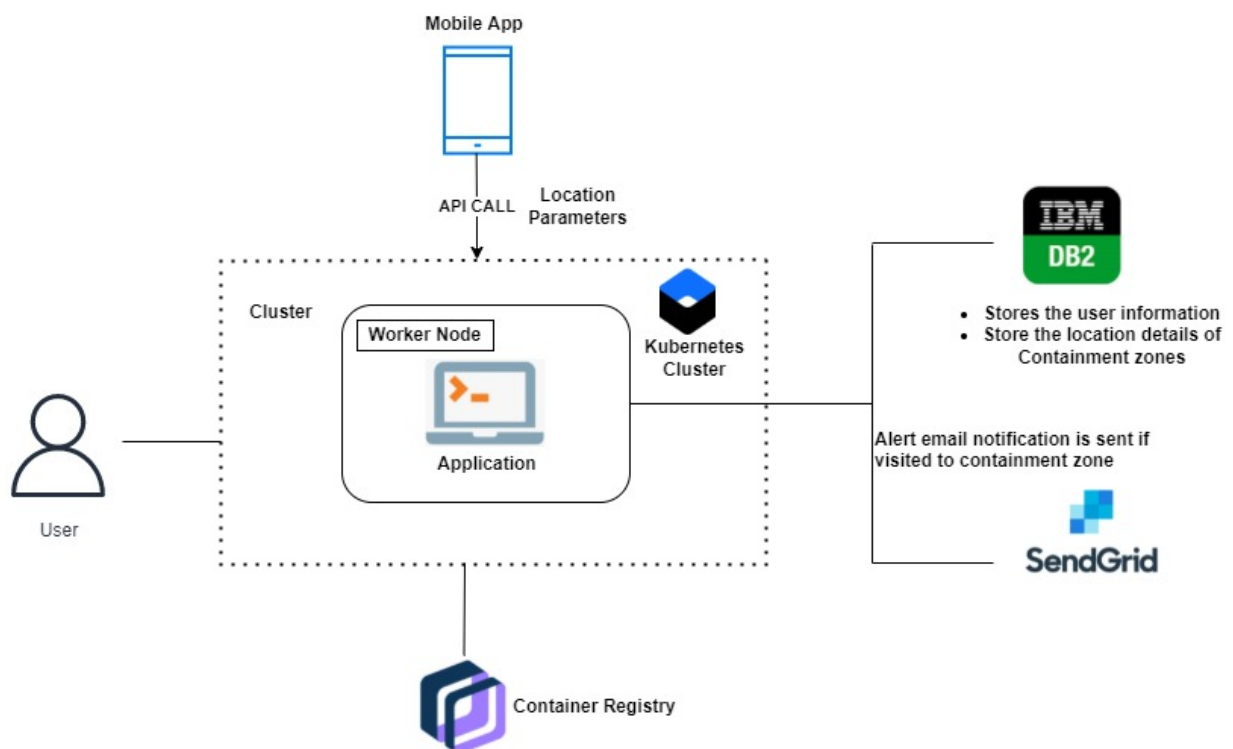 Mobile App
API CALL
Location
Parameters
Cluster
Worker Node
Application
Kubernetes
Cluster
User
IBM
DB2
• Stores the user information
• Store the location details of
Containment zones
Alert email notification is sent if
visited to containment zone
SendGrid
Container Registry